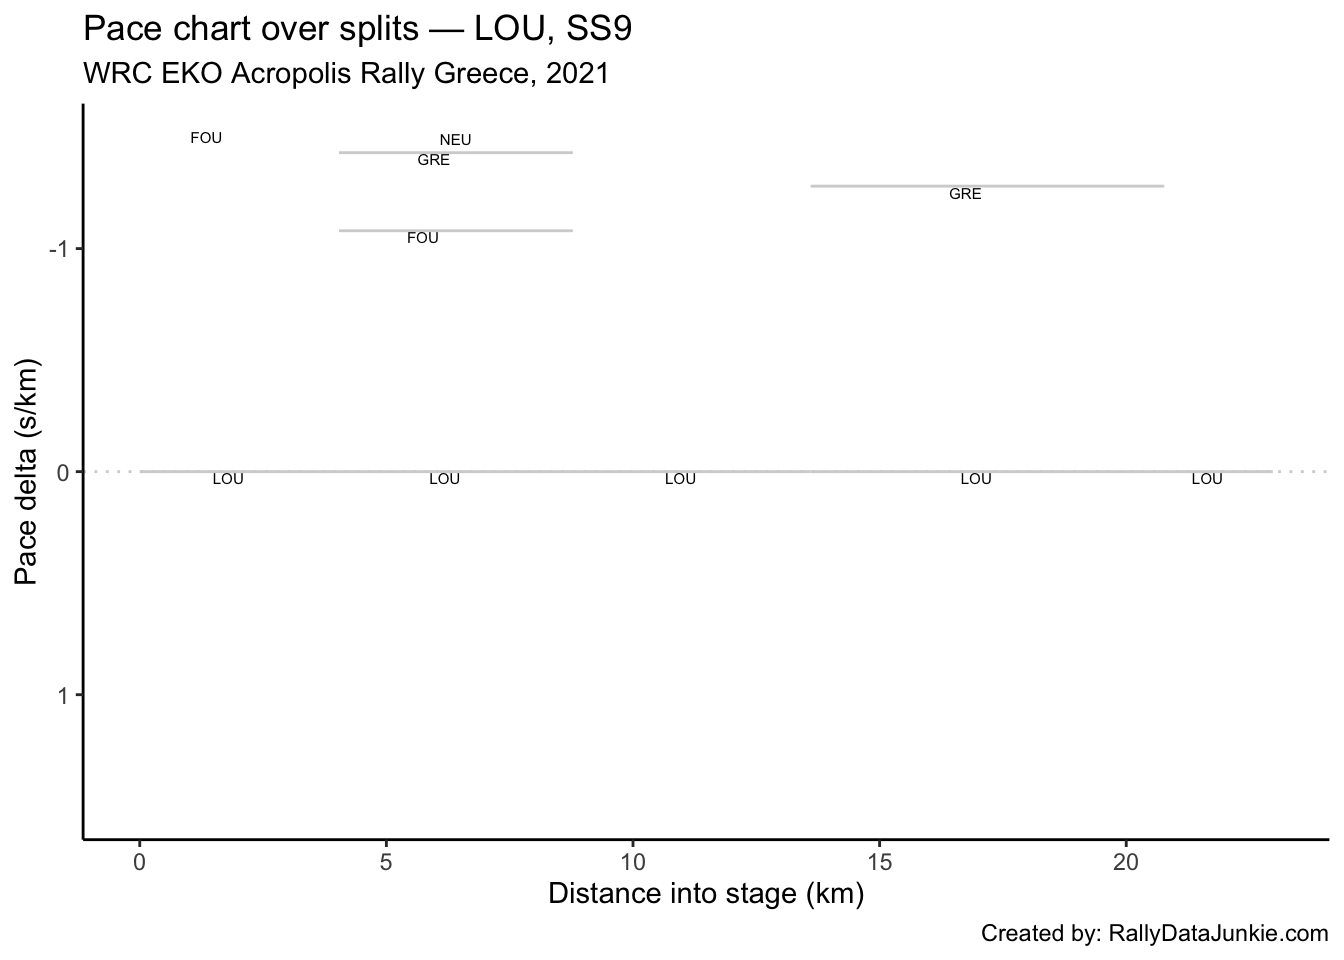 Pace chart over splits — LOU, SS9
WRC EKO Acropolis Rally Greece, 2021
FOU
NEU
GRE
GRE
FOU
-1
0
1
LOU LOU LOU LOU LOU
Pace delta (s/km)
0 5 10 15 20
Distance into stage (km)
Created by: RallyDataJunkie.com